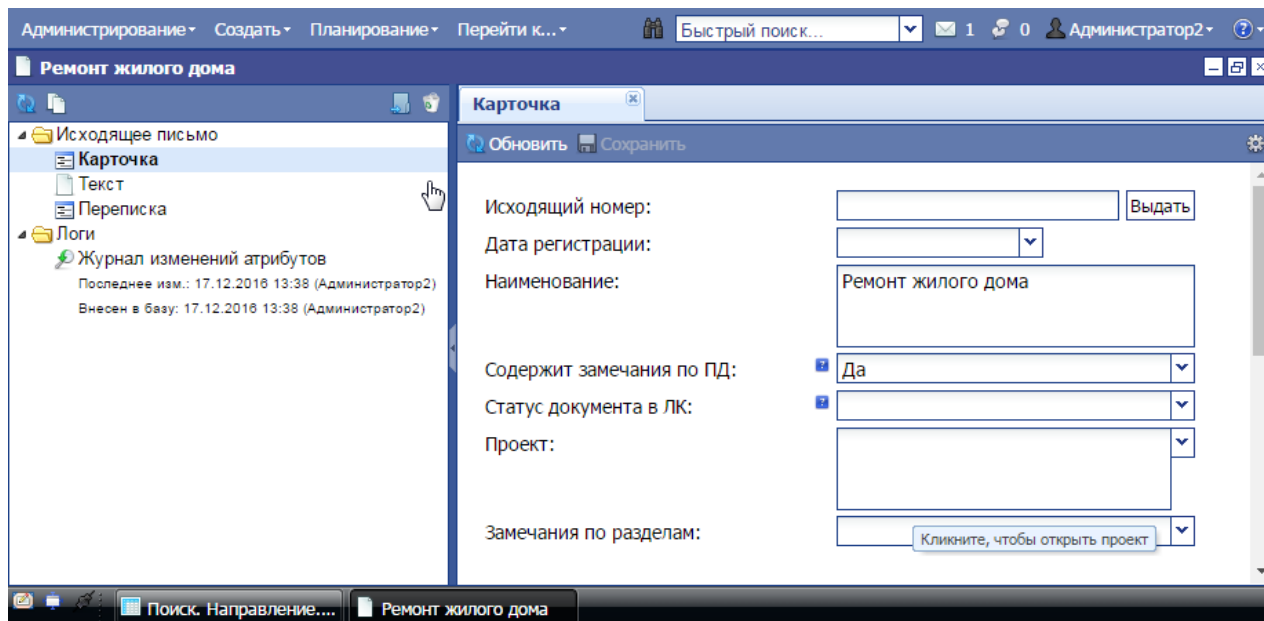 Администрирование Создать Планирование Перейти к... Быстрый поиск... 1 0 Администратор2
Ремонт жилого дома
Карточка
Исходящее письмо
Обновить Сохранить
Карточка
Текст
Исходящий номер: Выдать
Переписка
Логи
Дата регистрации:
Журнал изменений атрибутов
Последнее изм.: 17.12.2016 13:38 (Администратор2)
Внесен в базу: 17.12.2016 13:38 (Администратор2)
Наименование: Ремонт жилого дома
Содержит замечания по ПД: ? Да
Статус документа в ЛК: ?
Проект:
Замечания по разделам:
Кликните, чтобы открыть проект
Поиск. Направление.... Ремонт жилого дома